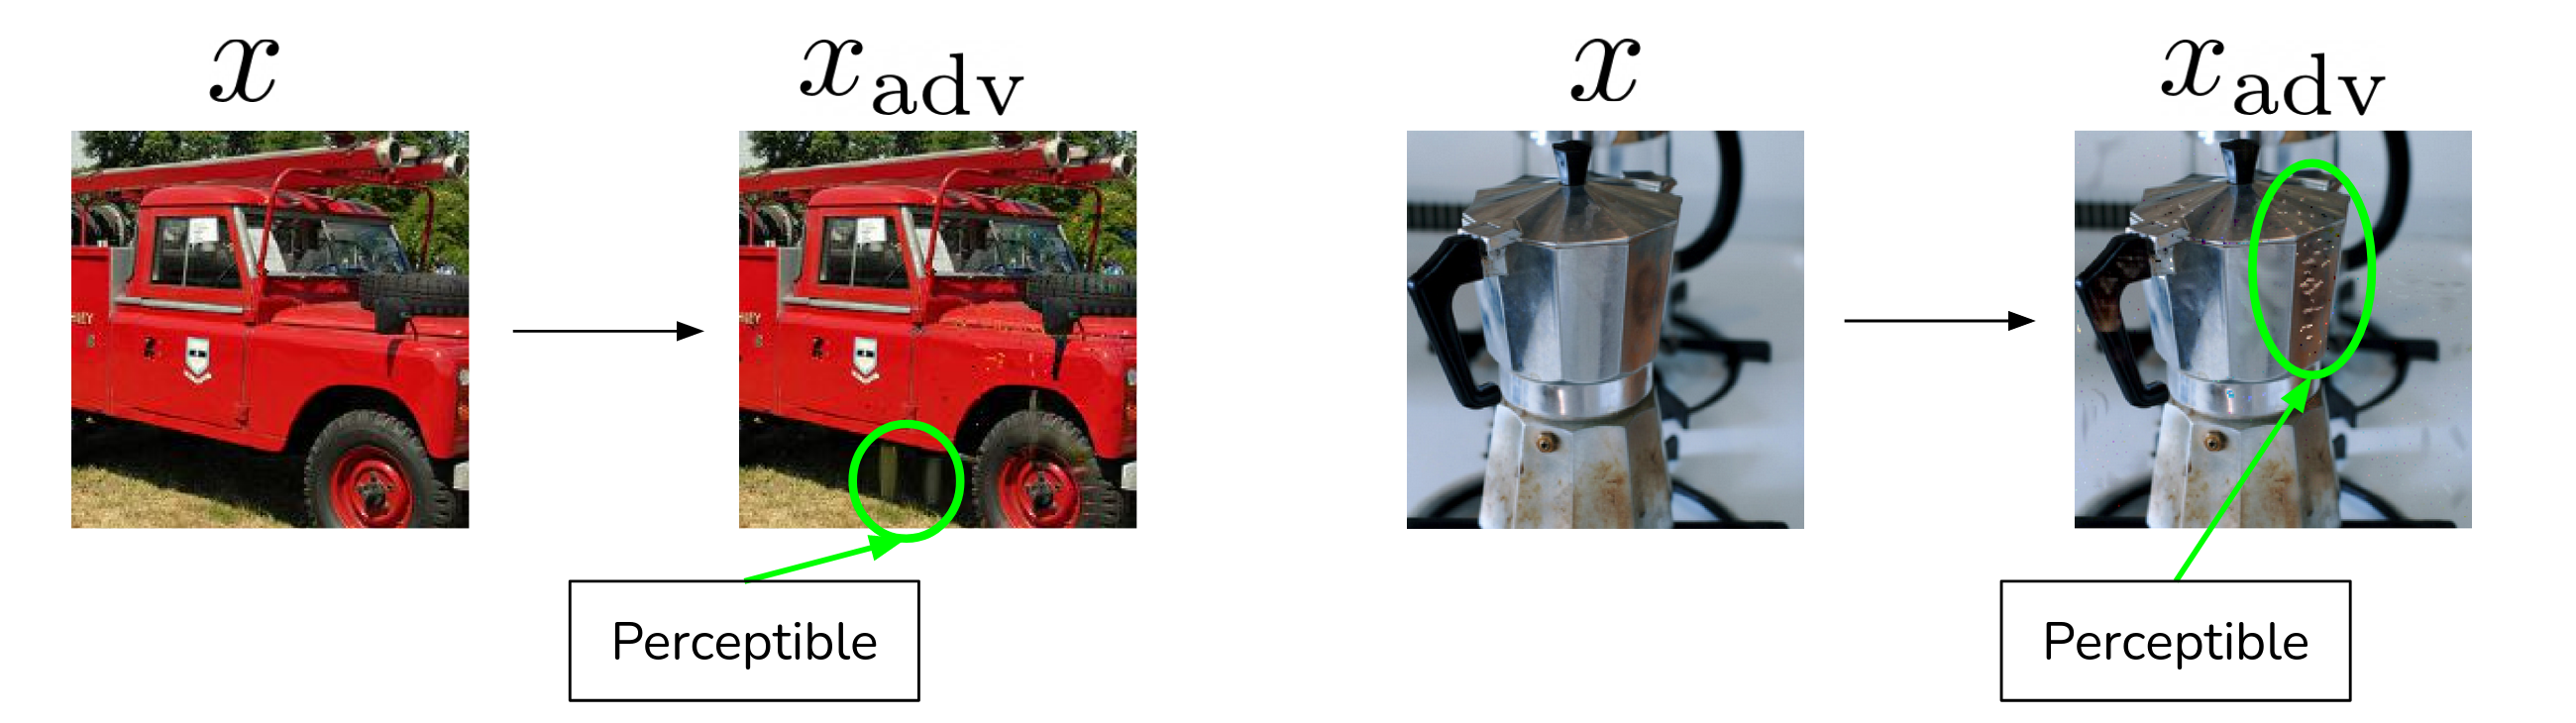 x
x_adv
x
x_adv
Perceptible
Perceptible